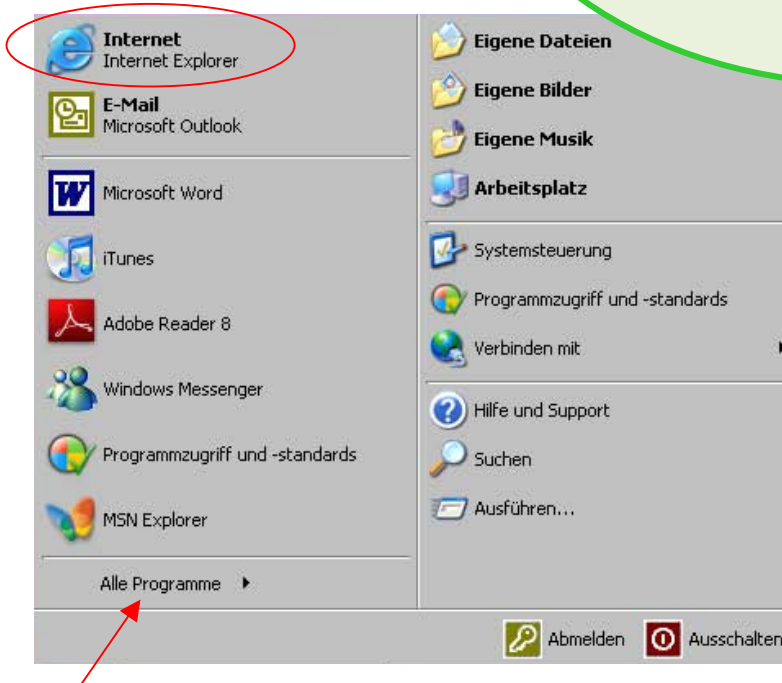 Internet
Internet Explorer
E-Mail
Microsoft Outlook
Microsoft Word
iTunes
Adobe Reader 8
Windows Messenger
Programmzugriff und -standards
MSN Explorer
Alle Programme
Eigene Dateien
Eigene Bilder
Eigene Musik
Arbeitsplatz
Systemsteuerung
Programmzugriff und -standards
Verbinden mit
Hilfe und Support
Suchen
Ausführen...
Abmelden
Ausschalten